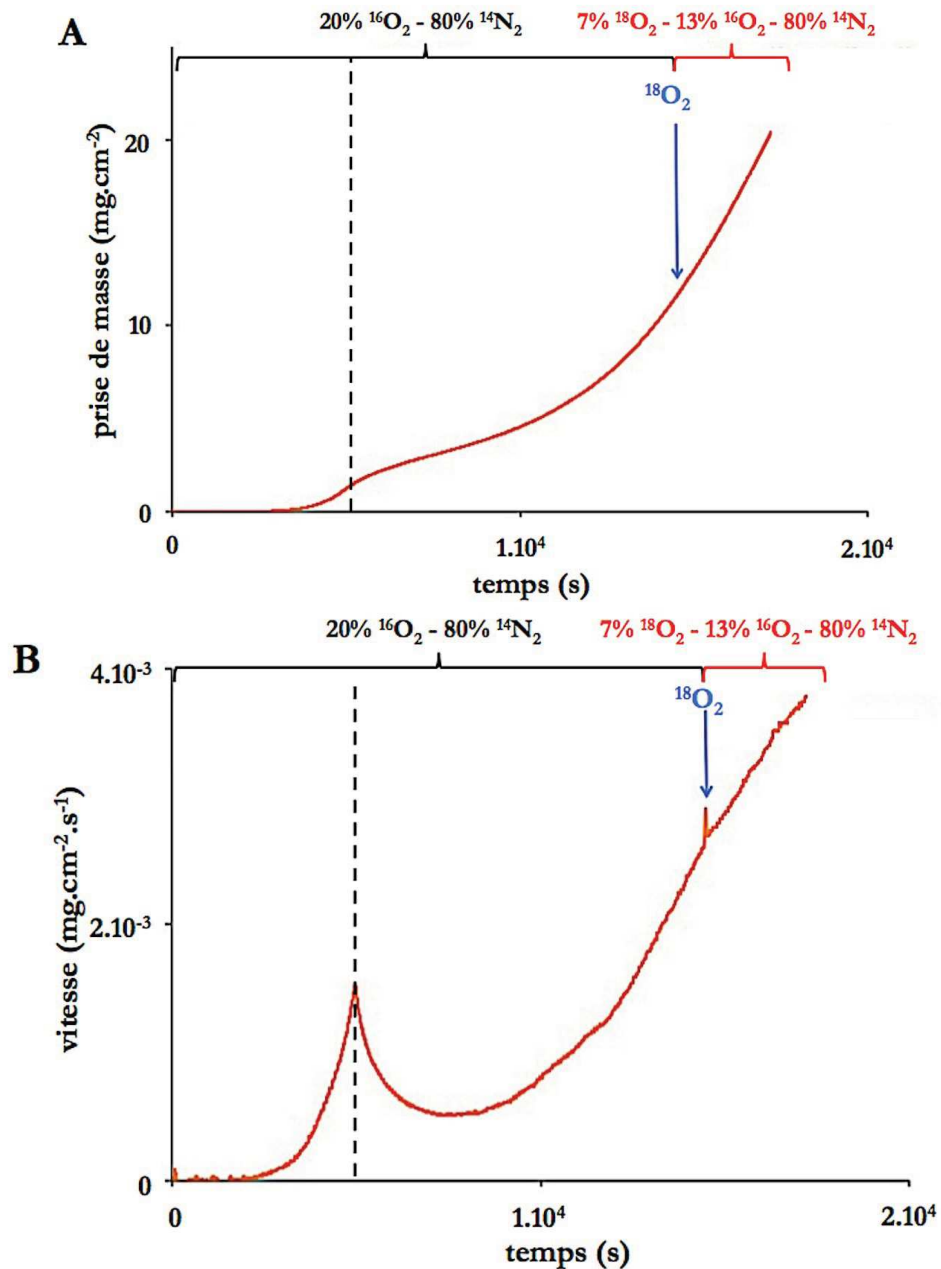 A
20% ¹⁶O₂ - 80% ¹⁴N₂
7% ¹⁸O₂ - 13% ¹⁶O₂ - 80% ¹⁴N₂
¹⁸O₂
prise de masse (mg.cm⁻²)
20
10
0
0
1.10⁴
2.10⁴
temps (s)
B
20% ¹⁶O₂ - 80% ¹⁴N₂
7% ¹⁸O₂ - 13% ¹⁶O₂ - 80% ¹⁴N₂
¹⁸O₂
vitesse (mg.cm⁻².s⁻¹)
4.10⁻³
2.10⁻³
0
0
1.10⁴
2.10⁴
temps (s)